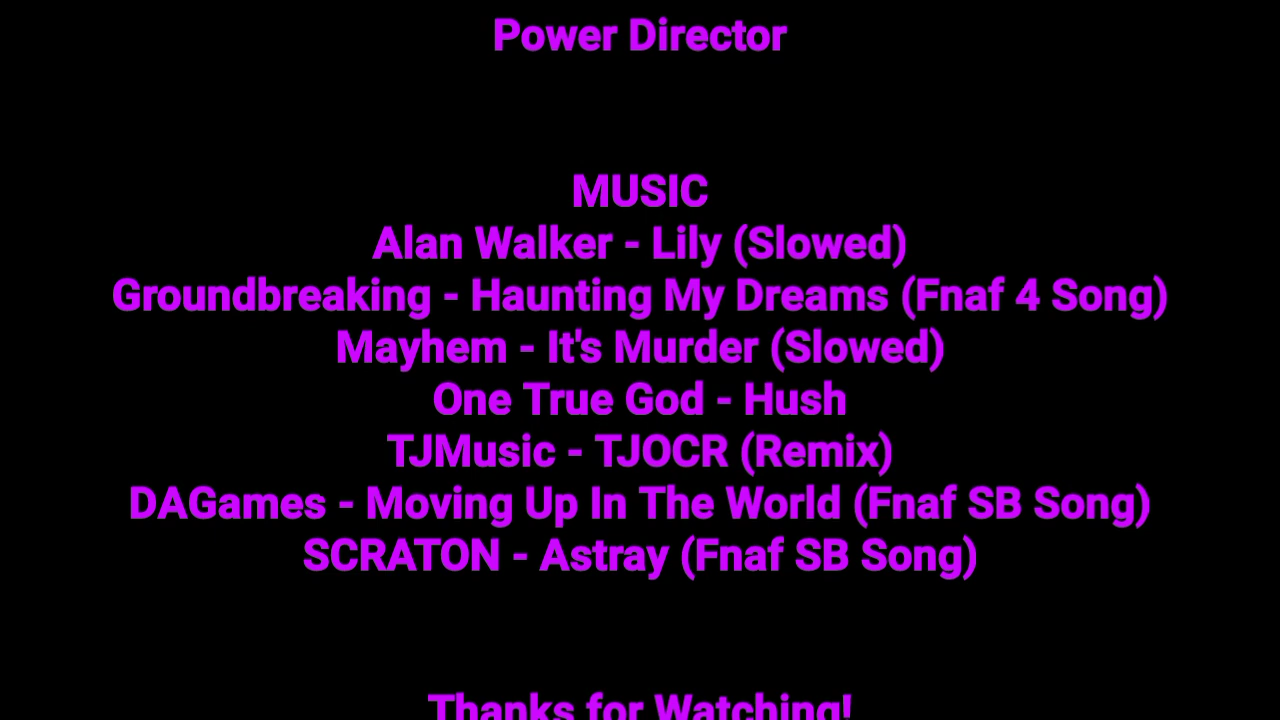 Power Director
MUSIC
Alan Walker - Lily (Slowed)
Groundbreaking - Haunting My Dreams (Fnaf 4 Song)
Mayhem - It's Murder (Slowed)
One True God - Hush
TJMusic - TJOCR (Remix)
DAGames - Moving Up In The World (Fnaf SB Song)
SCRATON - Astray (Fnaf SB Song)
Thanks for Watching!